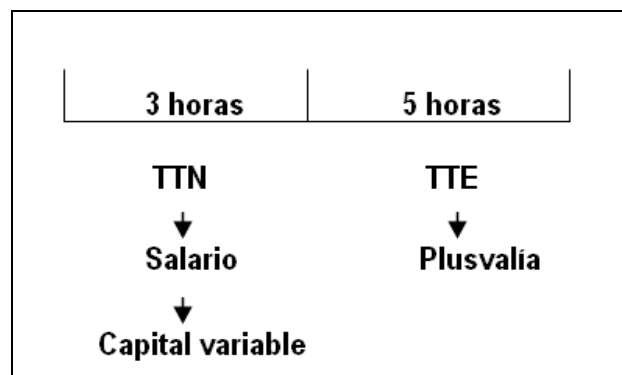 3 horas 5 horas
TTN TTE
Salario Plusvalía
Capital variable